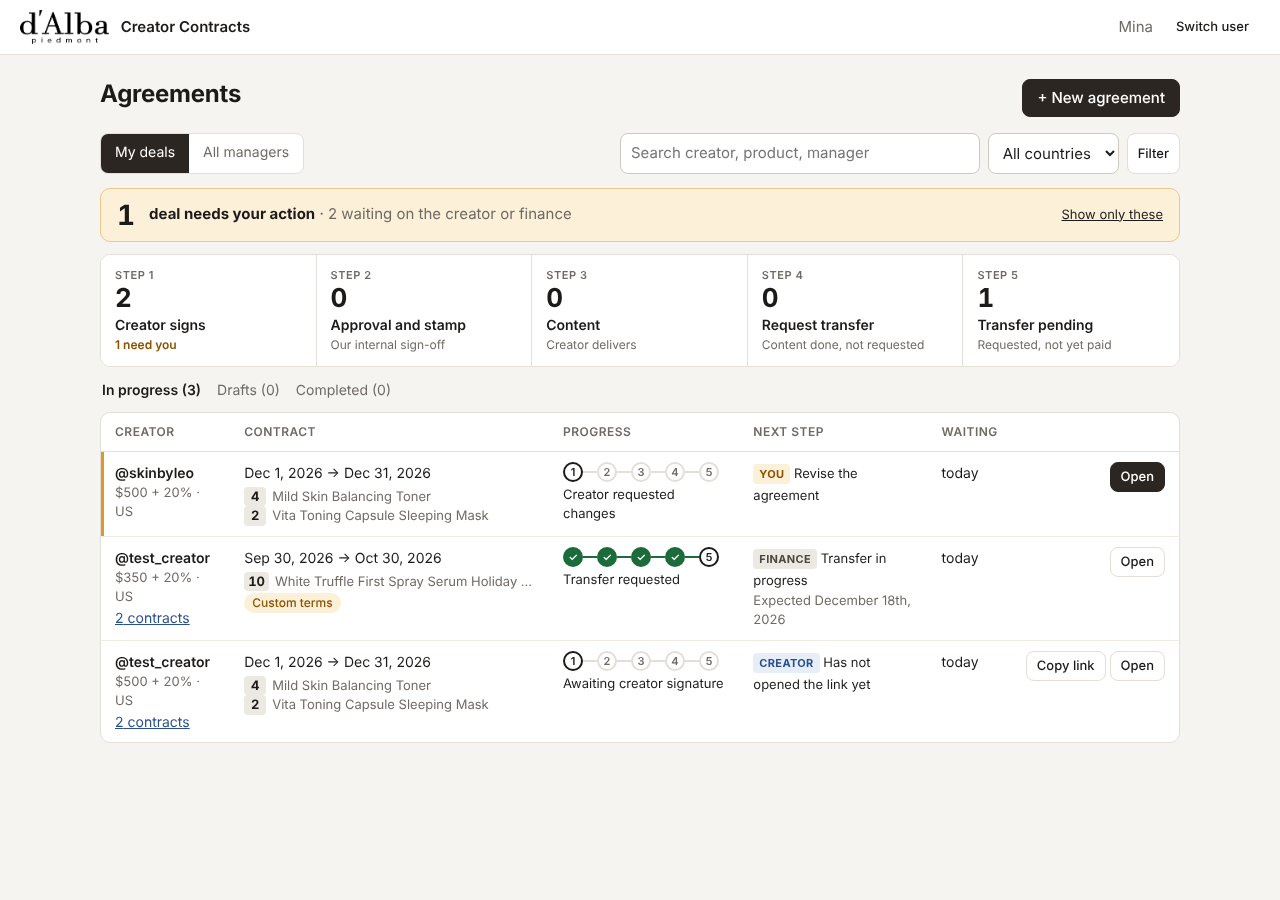 d'Alba
piedmont
Creator Contracts
Mina
Switch user
Agreements
+ New agreement
My deals
All managers
Search creator, product, manager
All countries
Filter
1 deal needs your action · 2 waiting on the creator or finance
Show only these
STEP 1
2
Creator signs
1 need you
STEP 2
0
Approval and stamp
Our internal sign-off
STEP 3
0
Content
Creator delivers
STEP 4
0
Request transfer
Content done, not requested
STEP 5
1
Transfer pending
Requested, not yet paid
In progress (3)
Drafts (0)
Completed (0)
CREATOR
CONTRACT
PROGRESS
NEXT STEP
WAITING
@skinbyleo
$500 + 20% ·
US
Dec 1, 2026 → Dec 31, 2026
4 Mild Skin Balancing Toner
2 Vita Toning Capsule Sleeping Mask
1 2 3 4 5
Creator requested
changes
YOU Revise the
agreement
today
Open
@test_creator
$350 + 20% ·
US
2 contracts
Sep 30, 2026 → Oct 30, 2026
10 White Truffle First Spray Serum Holiday ...
Custom terms
5
Transfer requested
FINANCE Transfer in
progress
Expected December 18th,
2026
today
Open
@test_creator
$500 + 20% ·
US
2 contracts
Dec 1, 2026 → Dec 31, 2026
4 Mild Skin Balancing Toner
2 Vita Toning Capsule Sleeping Mask
1 2 3 4 5
Awaiting creator signature
CREATOR Has not
opened the link yet
today
Copy link
Open